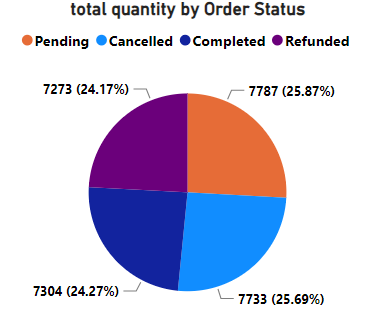 total quantity by Order Status
Pending Cancelled Completed Refunded
7273 (24.17%)
7787 (25.87%)
7304 (24.27%)
7733 (25.69%)